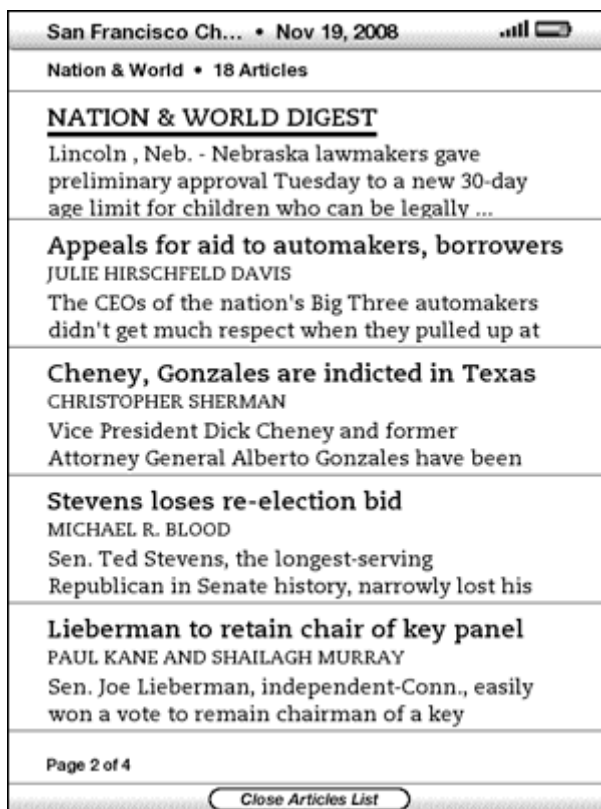 San Francisco Ch... • Nov 19, 2008
Nation & World • 18 Articles
NATION & WORLD DIGEST
Lincoln , Neb. - Nebraska lawmakers gave
preliminary approval Tuesday to a new 30-day
age limit for children who can be legally ...
Appeals for aid to automakers, borrowers
JULIE HIRSCHFELD DAVIS
The CEOs of the nation's Big Three automakers
didn't get much respect when they pulled up at
Cheney, Gonzales are indicted in Texas
CHRISTOPHER SHERMAN
Vice President Dick Cheney and former
Attorney General Alberto Gonzales have been
Stevens loses re-election bid
MICHAEL R. BLOOD
Sen. Ted Stevens, the longest-serving
Republican in Senate history, narrowly lost his
Lieberman to retain chair of key panel
PAUL KANE AND SHAILAGH MURRAY
Sen. Joe Lieberman, independent-Conn., easily
won a vote to remain chairman of a key
Page 2 of 4
Close Articles List